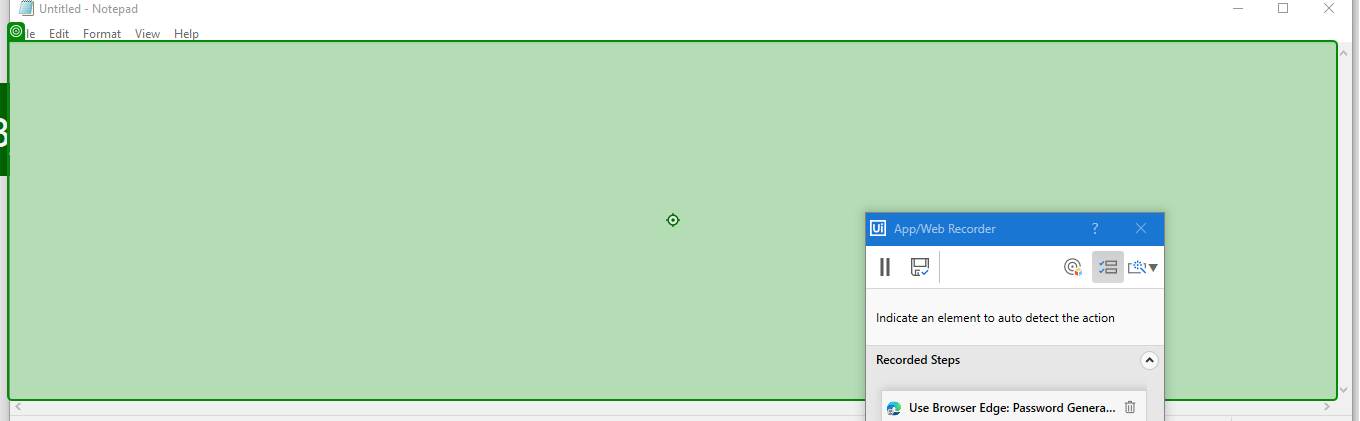 Untitled - Notepad
le Edit Format View Help
Ui App/Web Recorder ?
Indicate an element to auto detect the action
Recorded Steps
Use Browser Edge: Password Genera...